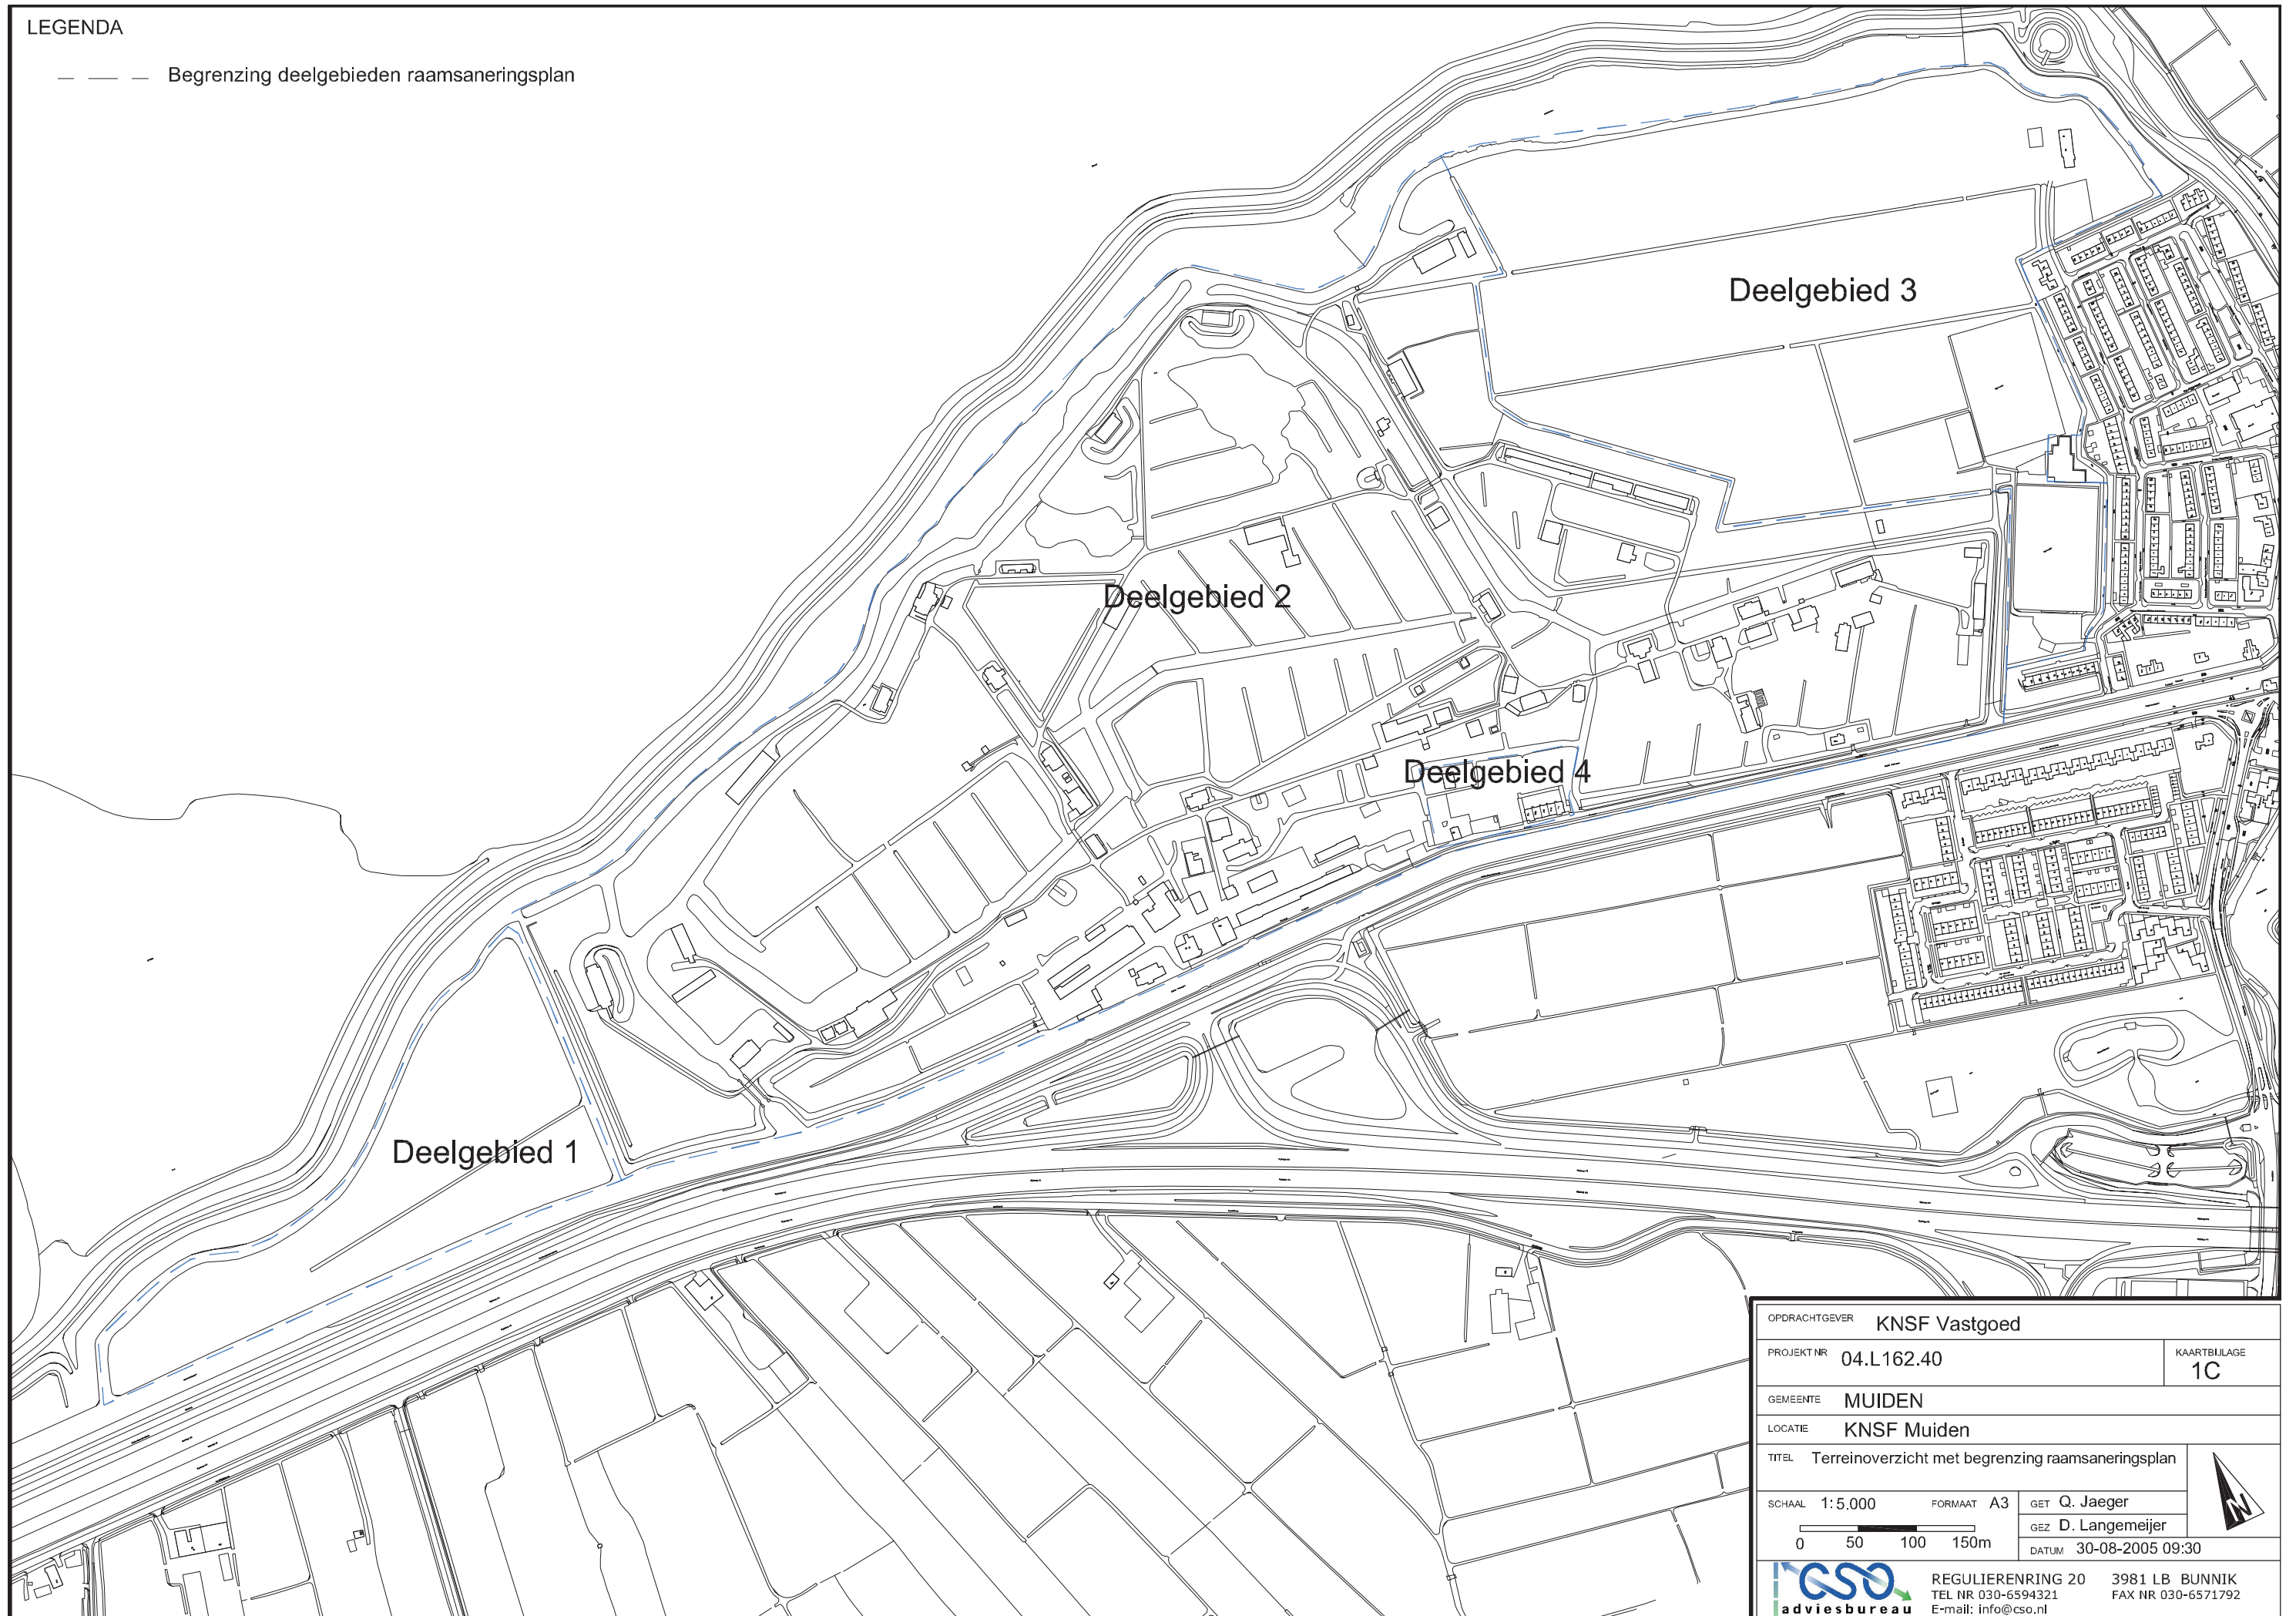 LEGENDA
Begrenzing deelgebieden raamsaneringsplan
Deelgebied 3
Deelgebied 2
Deelgebied 4
Deelgebied 1
OPDRACHTGEVER KNSF Vastgoed
PROJEKT NR 04.L162.40
KAARTBIJLAGE
1C
GEMEENTE MUIDEN
LOCATIE KNSF Muiden
TITEL Terreinoverzicht met begrenzing raamsaneringsplan
SCHAAL 1:5.000 FORMAAT A3
GET Q. Jaeger
GEZ D. Langemeijer
0 50 100 150m
DATUM 30-08-2005 09:30
N
CSO
adviesbureau
REGULIERENRING 20 3981 LB BUNNIK
TEL NR 030-6594321 FAX NR 030-6571792
E-mail: info@cso.nl